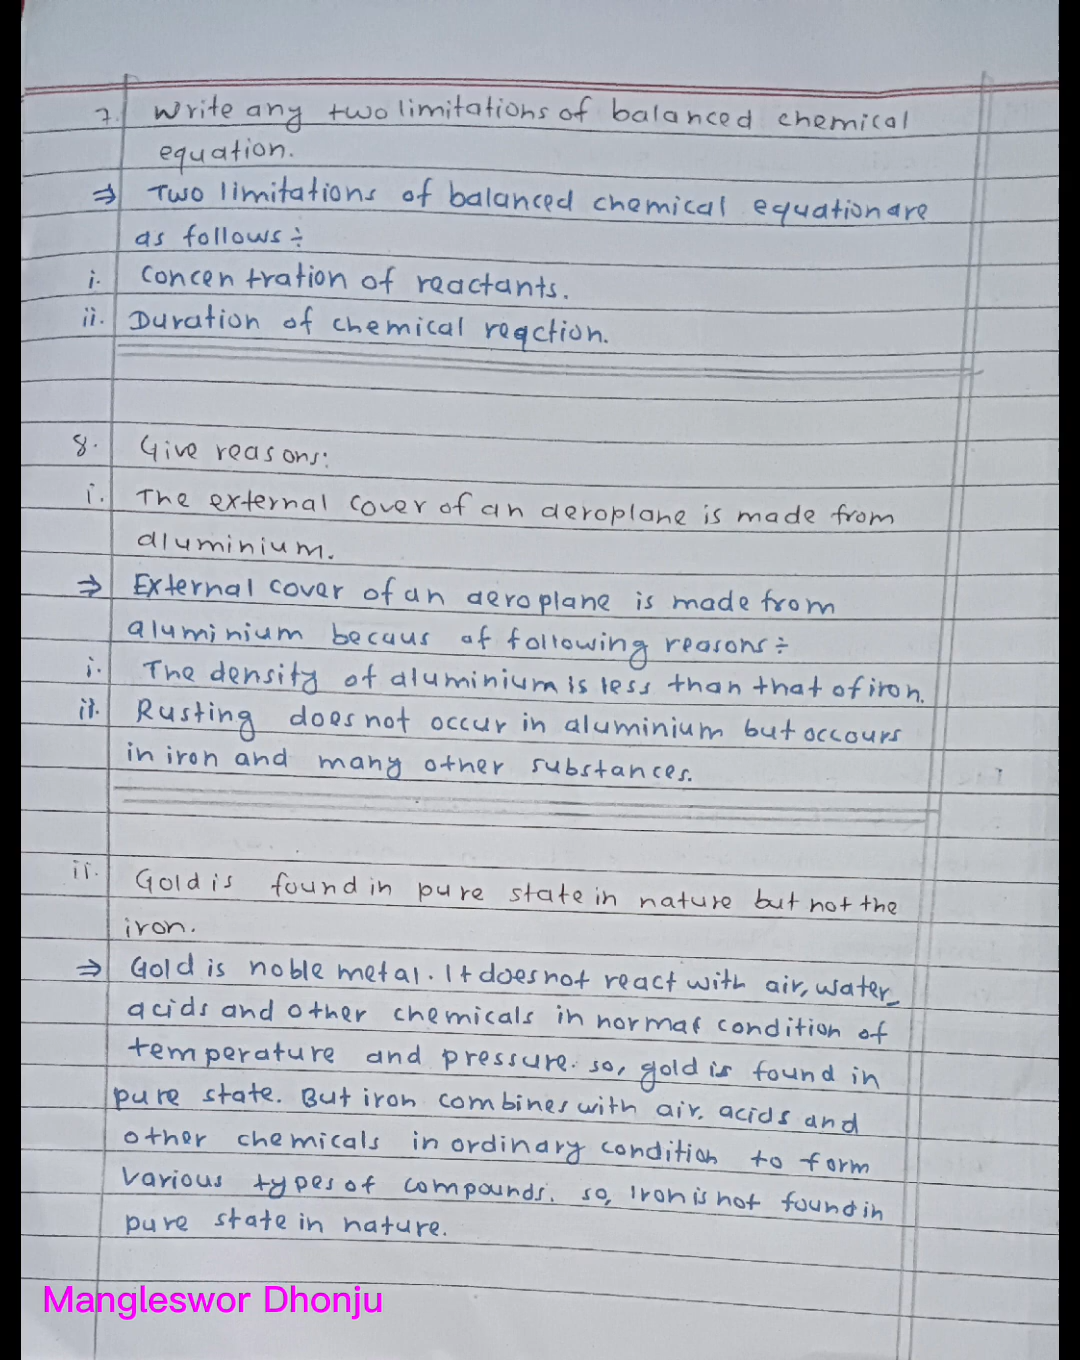 7. Write any two limitations of balanced chemical
equation.
⇒ Two limitations of balanced chemical equation are
as follows ÷
i. Concentration of reactants.
ii. Duration of chemical reaction.
8. Give reasons:
i. The external cover of an aeroplane is made from
aluminium.
⇒ External cover of an aeroplane is made from
aluminium becaus of following reasons ÷
i. The density of aluminium is less than that of iron.
ii. Rusting does not occur in aluminium but occours
in iron and many other substances.
ii. Gold is found in pure state in nature but not the
iron.
⇒ Gold is noble metal. It does not react with air, water,
acids and other chemicals in normal condition of
temperature and pressure. so, gold is found in
pure state. But iron combines with air, acids and
other chemicals in ordinary condition to form
various types of compounds. so, Iron is not found in
pure state in nature.
Mangleswor Dhonju